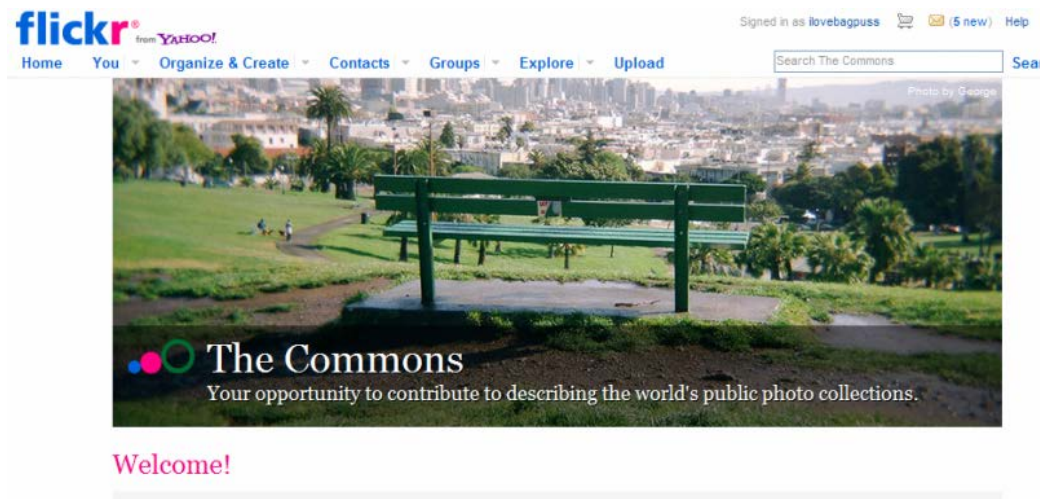 flickr® from YAHOO!
Signed in as ilovebagpuss (5 new) Help
Home You Organize & Create Contacts Groups Explore Upload Search The Commons
Photo by George
The Commons
Your opportunity to contribute to describing the world's public photo collections.
Welcome!